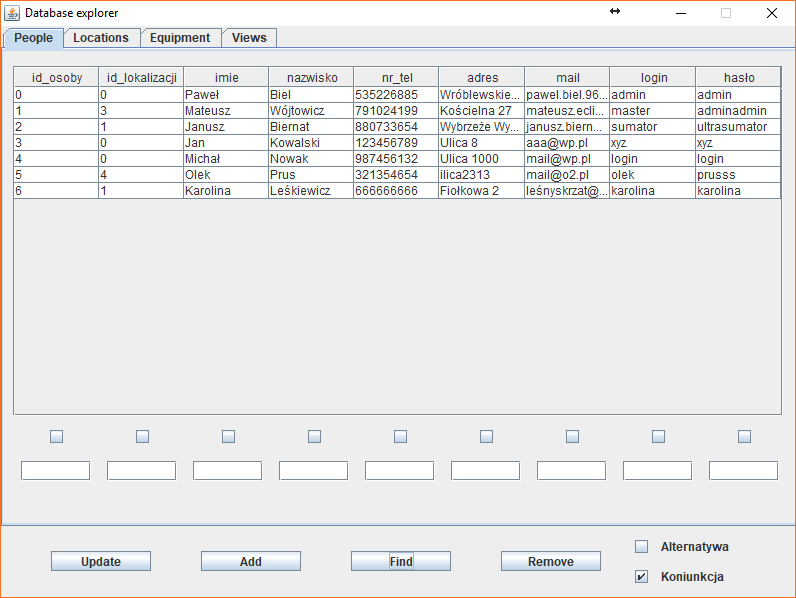 Database explorer
People Locations Equipment Views
id_osoby id_lokalizacji imie nazwisko nr_tel adres mail login hasło
0 0 Paweł Biel 535226885 Wróblewskie... pawel.biel.96... admin admin
1 3 Mateusz Wójtowicz 791024199 Kościelna 27 mateusz.ecli... master adminadmin
2 1 Janusz Biernat 880733654 Wybrzeże Wy... janusz.biern... sumator ultrasumator
3 0 Jan Kowalski 123456789 Ulica 8 aaa@wp.pl xyz xyz
4 0 Michał Nowak 987456132 Ulica 1000 mail@wp.pl login login
5 4 Olek Prus 321354654 ilica2313 mail@o2.pl olek prusss
6 1 Karolina Leśkiewicz 666666666 Fiołkowa 2 leśnyskrzat@... karolina karolina
Update Add Find Remove
Alternatywa
Koniunkcja